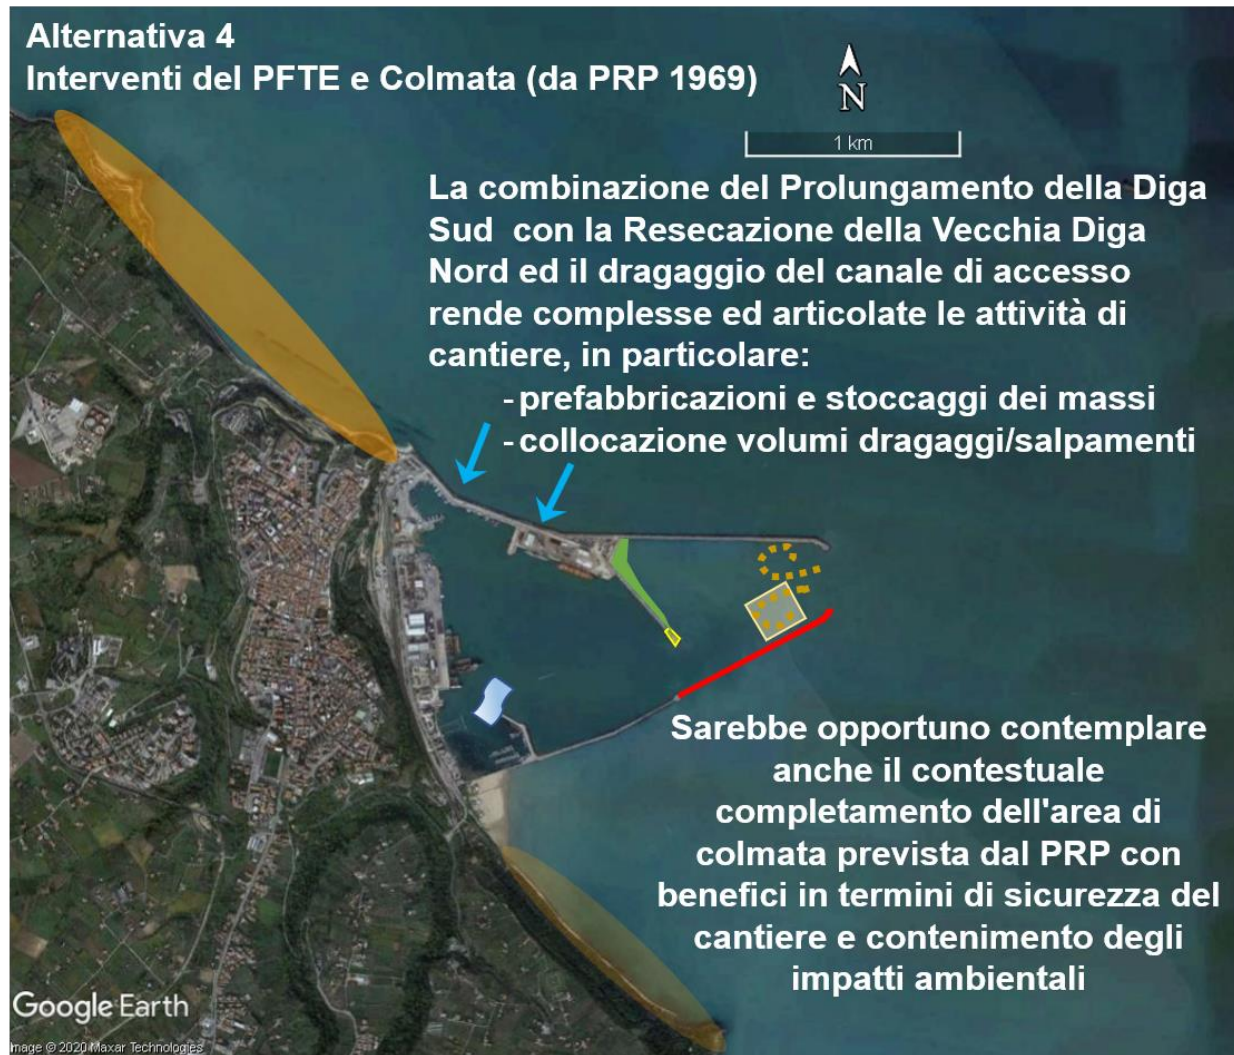 Alternativa 4
Interventi del PFTE e Colmata (da PRP 1969)
N
1 km
La combinazione del Prolungamento della Diga
Sud con la Resecazione della Vecchia Diga
Nord ed il dragaggio del canale di accesso
rende complesse ed articolate le attività di
cantiere, in particolare:
- prefabbricazioni e stoccaggi dei massi
- collocazione volumi dragaggi/salpamenti
Sarebbe opportuno contemplare
anche il contestuale
completamento dell'area di
colmata prevista dal PRP con
benefici in termini di sicurezza del
cantiere e contenimento degli
impatti ambientali
Google Earth
Image © 2020 Maxar Technologies